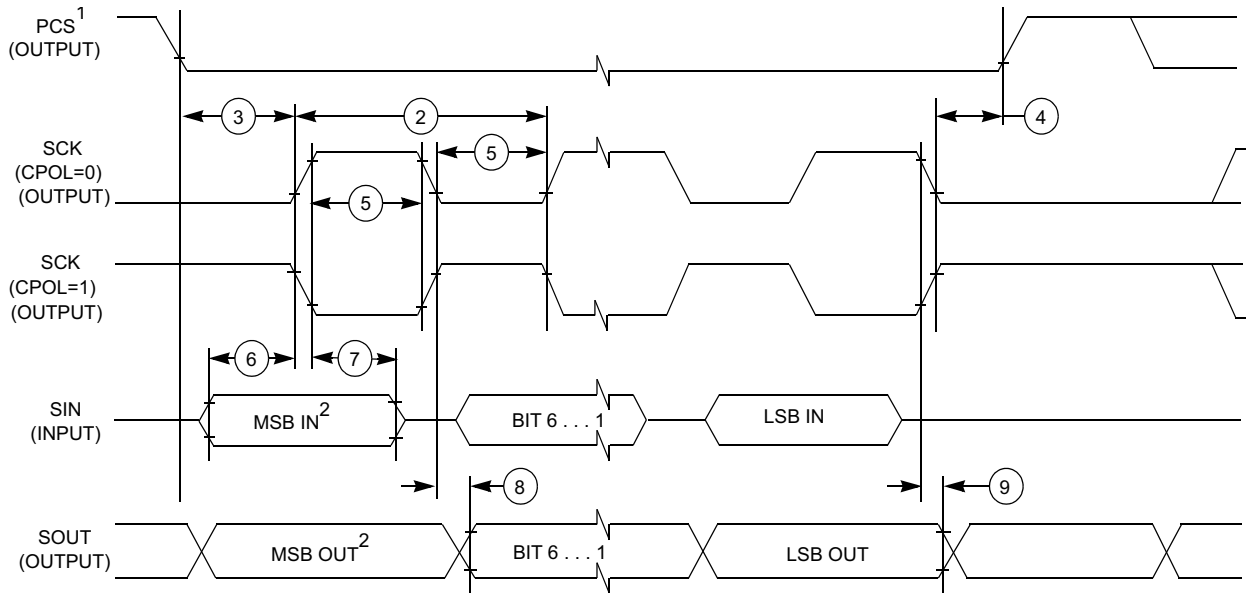 PCS1
(OUTPUT)
3
2
4
SCK
(CPOL=0)
(OUTPUT)
5
5
SCK
(CPOL=1)
(OUTPUT)
6
7
SIN
(INPUT)
MSB IN2
BIT 6 . . . 1
LSB IN
8
9
SOUT
(OUTPUT)
MSB OUT2
BIT 6 . . . 1
LSB OUT